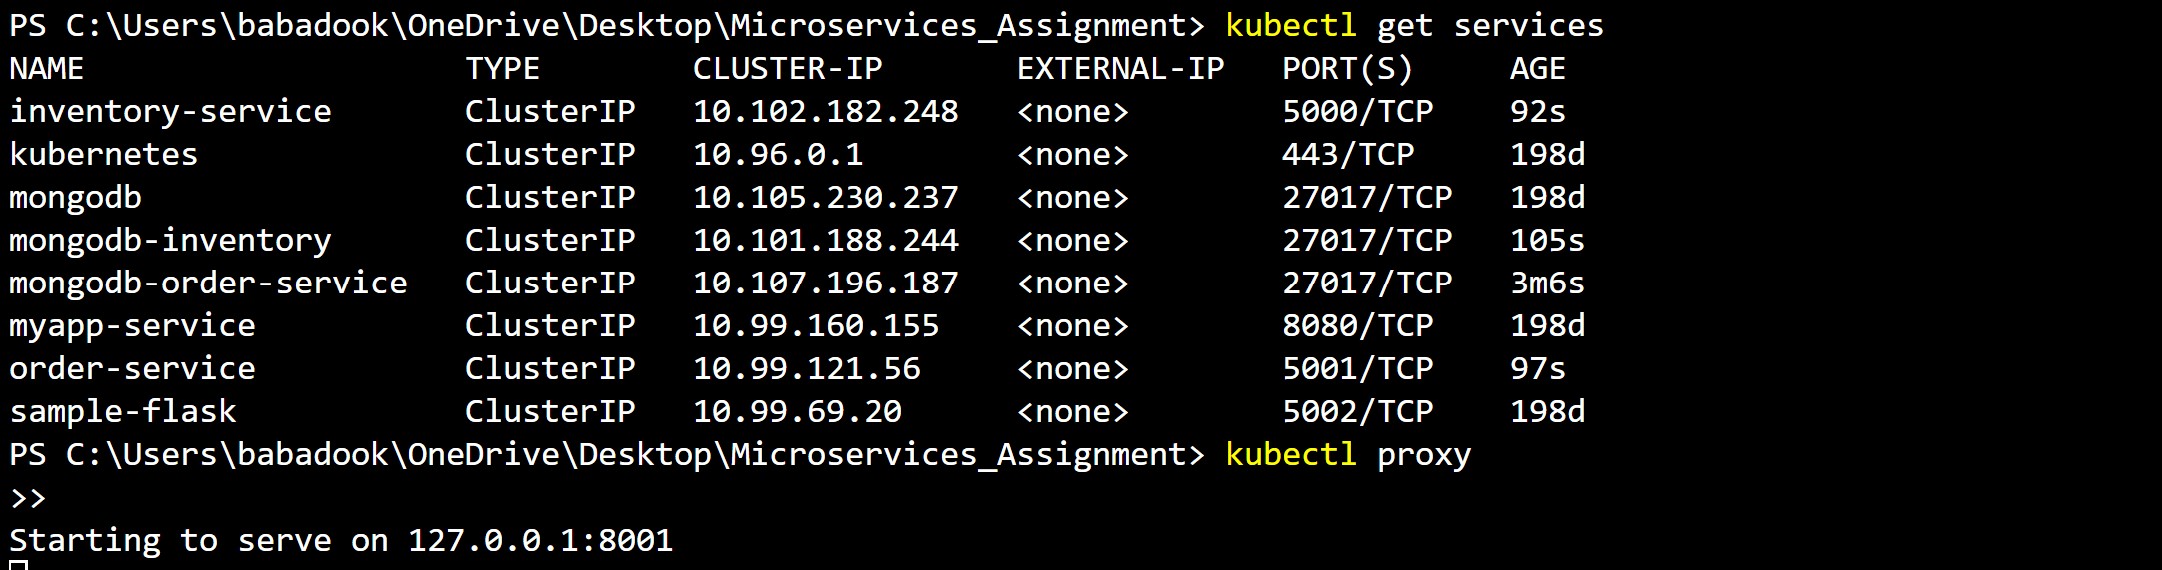 PS C:\Users\babadook\OneDrive\Desktop\Microservices_Assignment> kubectl get services
NAME TYPE CLUSTER-IP EXTERNAL-IP PORT(S) AGE
inventory-service ClusterIP 10.102.182.248 <none> 5000/TCP 92s
kubernetes ClusterIP 10.96.0.1 <none> 443/TCP 198d
mongodb ClusterIP 10.105.230.237 <none> 27017/TCP 198d
mongodb-inventory ClusterIP 10.101.188.244 <none> 27017/TCP 105s
mongodb-order-service ClusterIP 10.107.196.187 <none> 27017/TCP 3m6s
myapp-service ClusterIP 10.99.160.155 <none> 8080/TCP 198d
order-service ClusterIP 10.99.121.56 <none> 5001/TCP 97s
sample-flask ClusterIP 10.99.69.20 <none> 5002/TCP 198d
PS C:\Users\babadook\OneDrive\Desktop\Microservices_Assignment> kubectl proxy
>>
Starting to serve on 127.0.0.1:8001